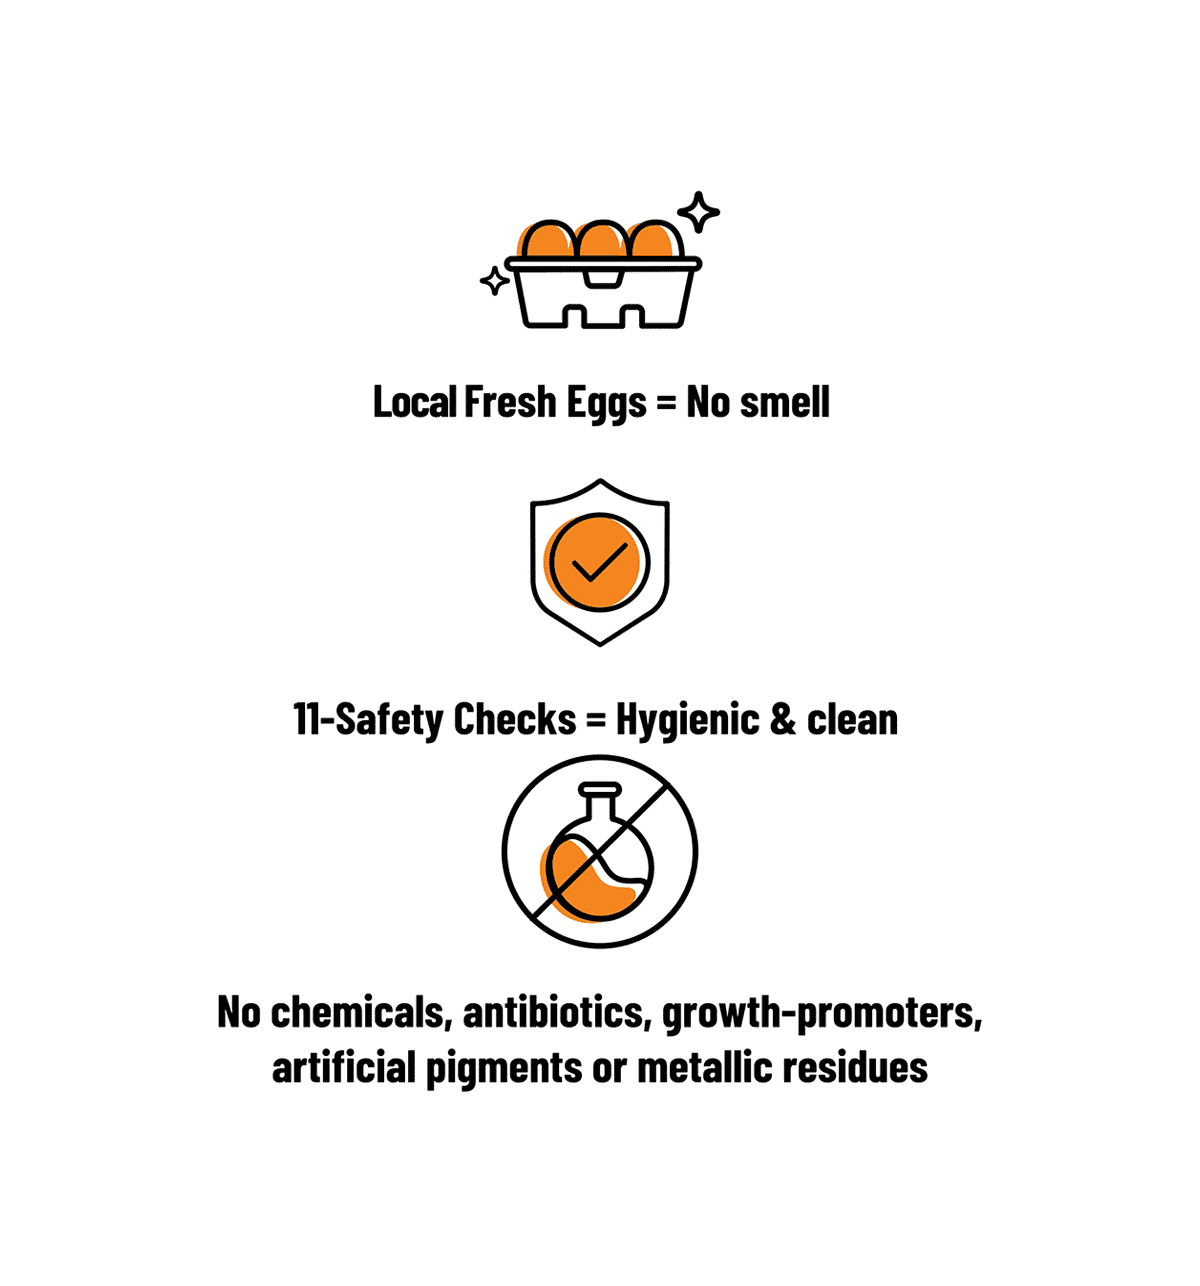 Local Fresh Eggs = No smell
11-Safety Checks = Hygienic & clean
No chemicals, antibiotics, growth-promoters,
artificial pigments or metallic residues